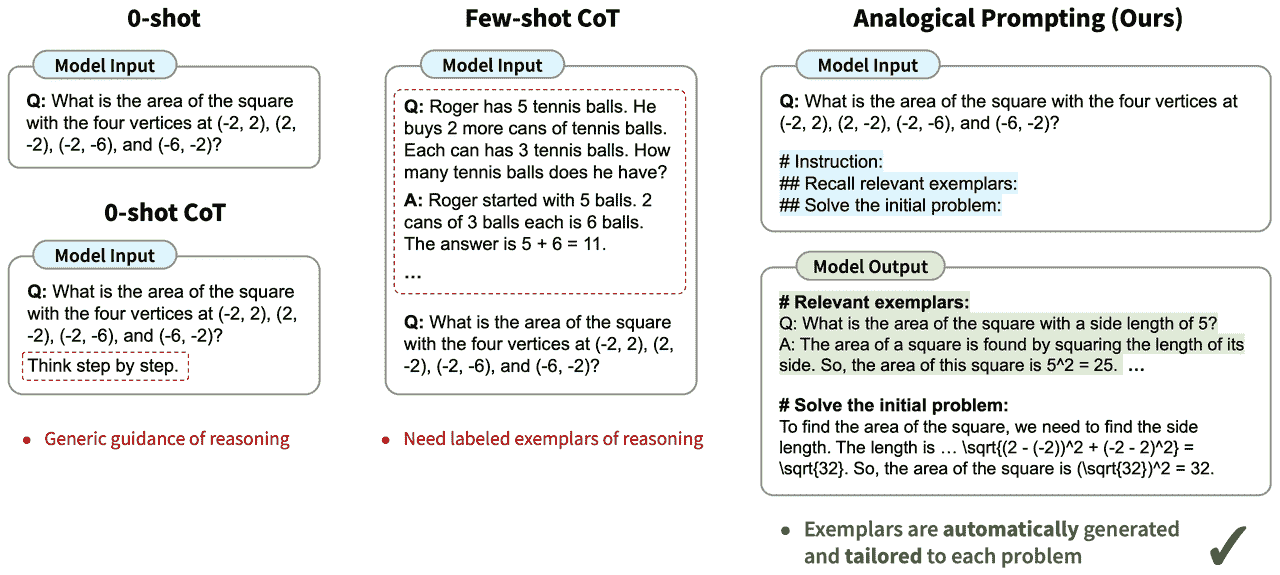 0-shot
Model Input
Q: What is the area of the square
with the four vertices at (-2, 2), (2,
-2), (-2, -6), and (-6, -2)?
0-shot CoT
Model Input
Q: What is the area of the square
with the four vertices at (-2, 2), (2,
-2), (-2, -6), and (-6, -2)?
Think step by step.
• Generic guidance of reasoning
Few-shot CoT
Model Input
Q: Roger has 5 tennis balls. He
buys 2 more cans of tennis balls.
Each can has 3 tennis balls. How
many tennis balls does he have?
A: Roger started with 5 balls. 2
cans of 3 balls each is 6 balls.
The answer is 5 + 6 = 11.
...
Q: What is the area of the square
with the four vertices at (-2, 2), (2,
-2), (-2, -6), and (-6, -2)?
• Need labeled exemplars of reasoning
Analogical Prompting (Ours)
Model Input
Q: What is the area of the square with the four vertices at
(-2, 2), (2, -2), (-2, -6), and (-6, -2)?
# Instruction:
## Recall relevant exemplars:
## Solve the initial problem:
Model Output
# Relevant exemplars:
Q: What is the area of the square with a side length of 5?
A: The area of a square is found by squaring the length of its
side. So, the area of this square is 5^2 = 25. ...
# Solve the initial problem:
To find the area of the square, we need to find the side
length. The length is ... \sqrt{(2 - (-2))^2 + (-2 - 2)^2} =
\sqrt{32}. So, the area of the square is (\sqrt{32})^2 = 32.
• Exemplars are automatically generated
and tailored to each problem